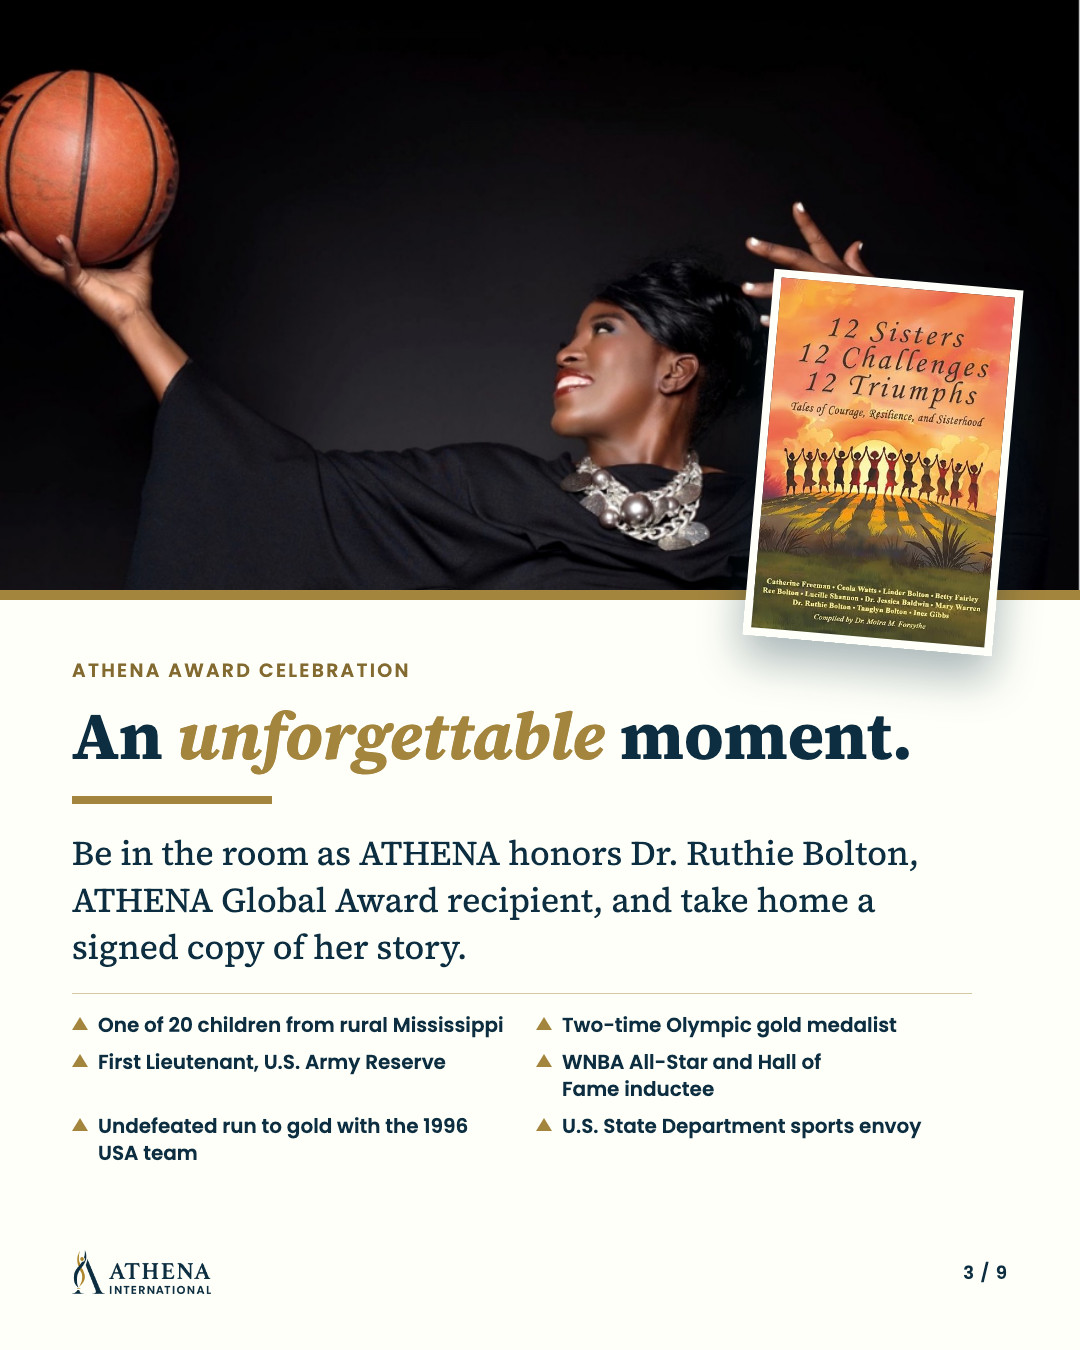 12 Sisters
12 Challenges
12 Triumphs
Tales of Courage, Resilience, and Sisterhood
Catherine Freeman • Ceola Watts • Linder Bolton • Betty Fairley
Ree Bolton • Lucille Shannon • Dr. Jessica Baldwin • Mary Warren
Dr. Ruthie Bolton • Tanglyn Bolton • Inez Gibbs
Compiled by Dr. Moira M. Forsythe
ATHENA AWARD CELEBRATION
An unforgettable moment.
Be in the room as ATHENA honors Dr. Ruthie Bolton,
ATHENA Global Award recipient, and take home a
signed copy of her story.
One of 20 children from rural Mississippi
Two-time Olympic gold medalist
First Lieutenant, U.S. Army Reserve
WNBA All-Star and Hall of
Fame inductee
Undefeated run to gold with the 1996
USA team
U.S. State Department sports envoy
ATHENA
INTERNATIONAL
3 / 9